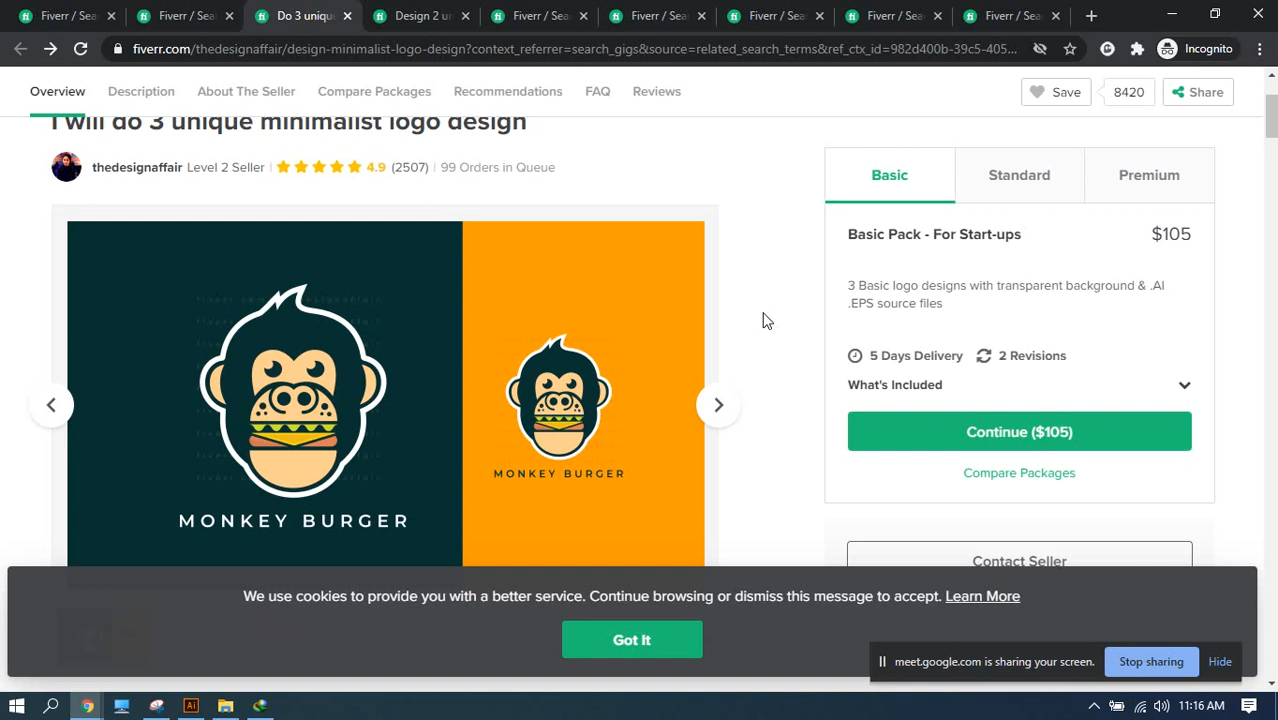 Fiverr / Sea
Fiverr / Sea
Do 3 uniqu
Design 2 un
Fiverr / Sea
Fiverr / Sea
Fiverr / Sea
Fiverr / Sea
Fiverr / Sea
fiverr.com/thedesignaffair/design-minimalist-logo-design?context_referrer=search_gigs&source=related_search_terms&ref_ctx_id=982d400b-39c5-405...
Incognito
Overview
Description
About The Seller
Compare Packages
Recommendations
FAQ
Reviews
Save
8420
Share
I will do 3 unique minimalist logo design
thedesignaffair Level 2 Seller 4.9 (2507) 99 Orders in Queue
Basic
Standard
Premium
Basic Pack - For Start-ups $105
3 Basic logo designs with transparent background & .AI
.EPS source files
5 Days Delivery 2 Revisions
What's Included
Continue ($105)
Compare Packages
Contact Seller
MONKEY BURGER
MONKEY BURGER
We use cookies to provide you with a better service. Continue browsing or dismiss this message to accept. Learn More
Got It
meet.google.com is sharing your screen.
Stop sharing
Hide
Ai
11:16 AM